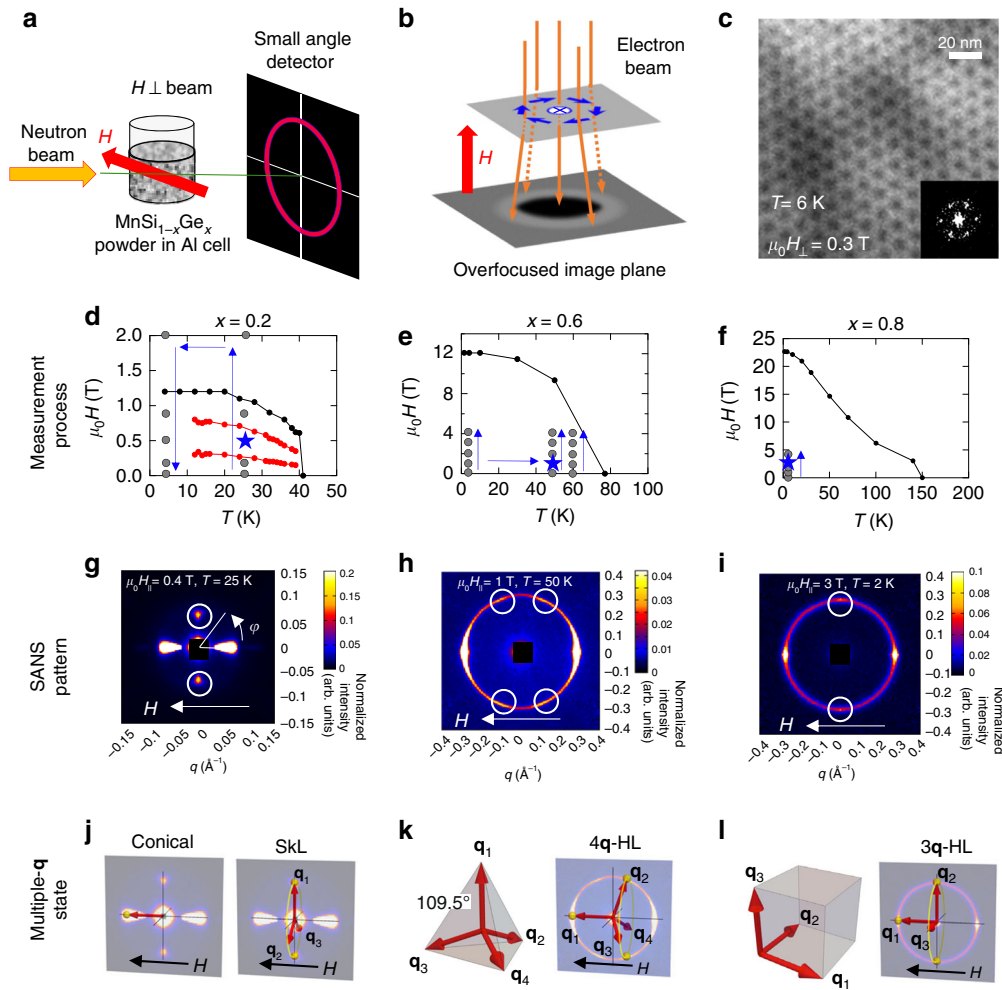 a
Small angle
detector
H ⊥ beam
Neutron
beam
H
MnSi1−xGex
powder in Al cell
b
Electron
beam
H
Overfocused image plane
c
20 nm
T= 6 K
μ0H⊥ = 0.3 T
Measurement
process
d
x = 0.2
μ0H (T)
2.0
1.5
1.0
0.5
0.0
0
10
20
30
40
50
T (K)
e
x = 0.6
μ0H (T)
12
8
4
0
0
20
40
60
80
100
T (K)
f
x = 0.8
μ0H (T)
25
20
15
10
5
0
0
50
100
150
200
T (K)
SANS
pattern
g
μ0H|| = 0.4 T, T = 25 K
φ
H
0.15
0.10
0.05
0
−0.05
−0.1
−0.15
0.2
0.15
0.10
0.05
0
Normalized
intensity
(arb. units)
−0.15
−0.1
−0.05
0
0.05
0.15
q (Å−1)
h
μ0H|| = 1 T, T = 50 K
H
0.4
0.3
0.2
0.1
0
−0.1
−0.2
−0.3
−0.4
0.04
0.03
0.02
0.01
0
Normalized
intensity
(arb. units)
−0.4
−0.3
−0.2
−0.1
0
0.1
0.2
0.3
0.4
q (Å−1)
i
μ0H|| = 3 T, T = 2 K
H
0.4
0.3
0.2
0.1
0
−0.1
−0.2
−0.3
−0.4
0.1
0.08
0.06
0.04
0.02
0
Normalized
intensity
(arb. units)
−0.4
−0.3
−0.2
−0.1
0
0.1
0.2
0.3
0.4
q (Å−1)
Multiple-q
state
j
Conical
H
SkL
q1
q3
q2
H
k
q1
109.5°
q2
q3
q4
4q-HL
q2
q1
q4
q3
H
l
q3
q2
q1
3q-HL
q2
q1
q3
H